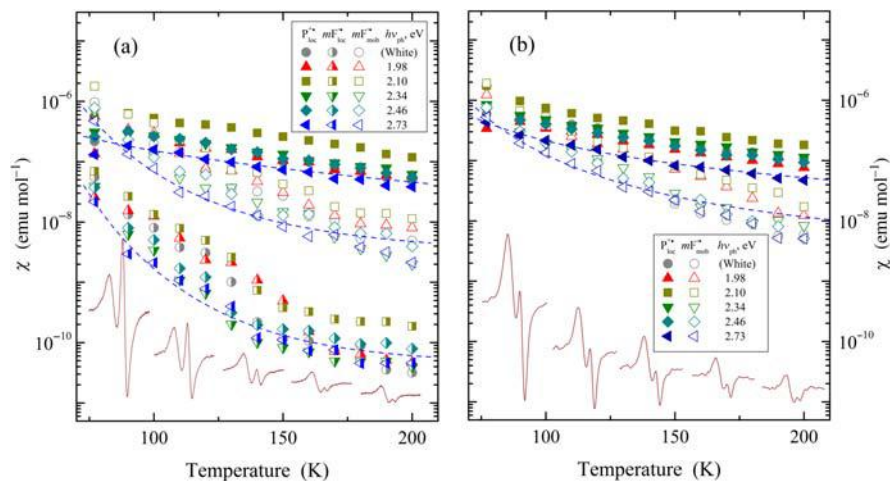 (a)
P⁺•loc mF⁻•loc mF⁻•mob hνph, eV
(White)
1.98
2.10
2.34
2.46
2.73
10⁻⁶
10⁻⁸
10⁻¹⁰
χ (emu mol⁻¹)
100 150 200
Temperature (K)
(b)
P⁺•loc mF⁻•mob hνph, eV
(White)
1.98
2.10
2.34
2.46
2.73
10⁻⁶
10⁻⁸
10⁻¹⁰
χ (emu mol⁻¹)
100 150 200
Temperature (K)